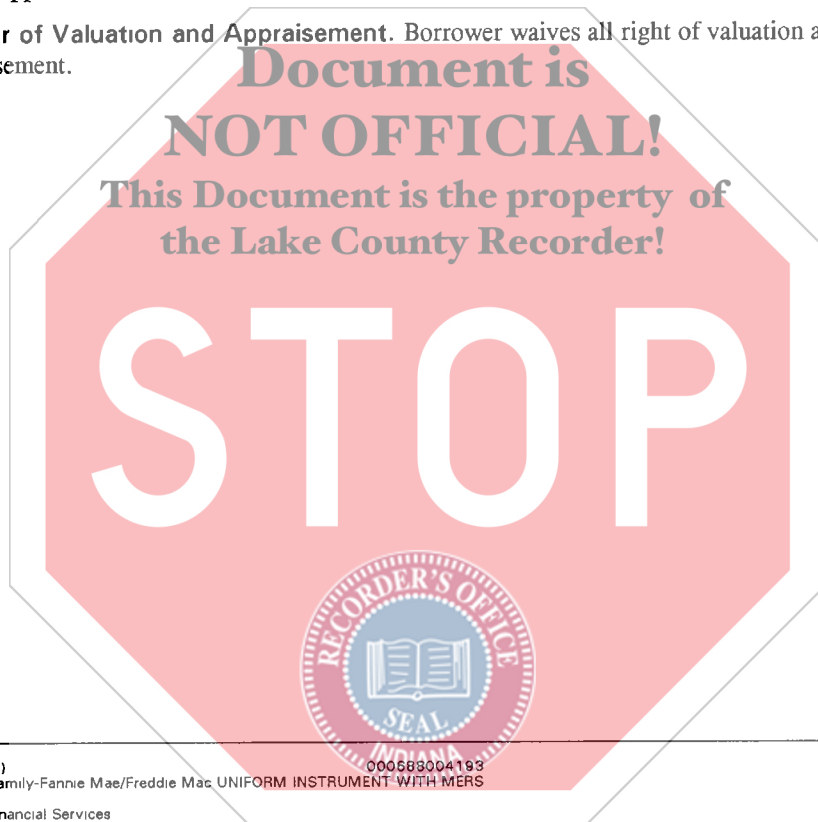 r of Valuation and Appraisement. Borrower waives all right of valuation a
sement.
Document is
NOT OFFICIAL!
This Document is the property of
the Lake County Recorder!
STOP
RECORDER'S OFFICE
SEAL
INDIANA
)
000688004193
amily-Fannie Mae/Freddie Mac UNIFORM INSTRUMENT WITH MERS
nancial Services